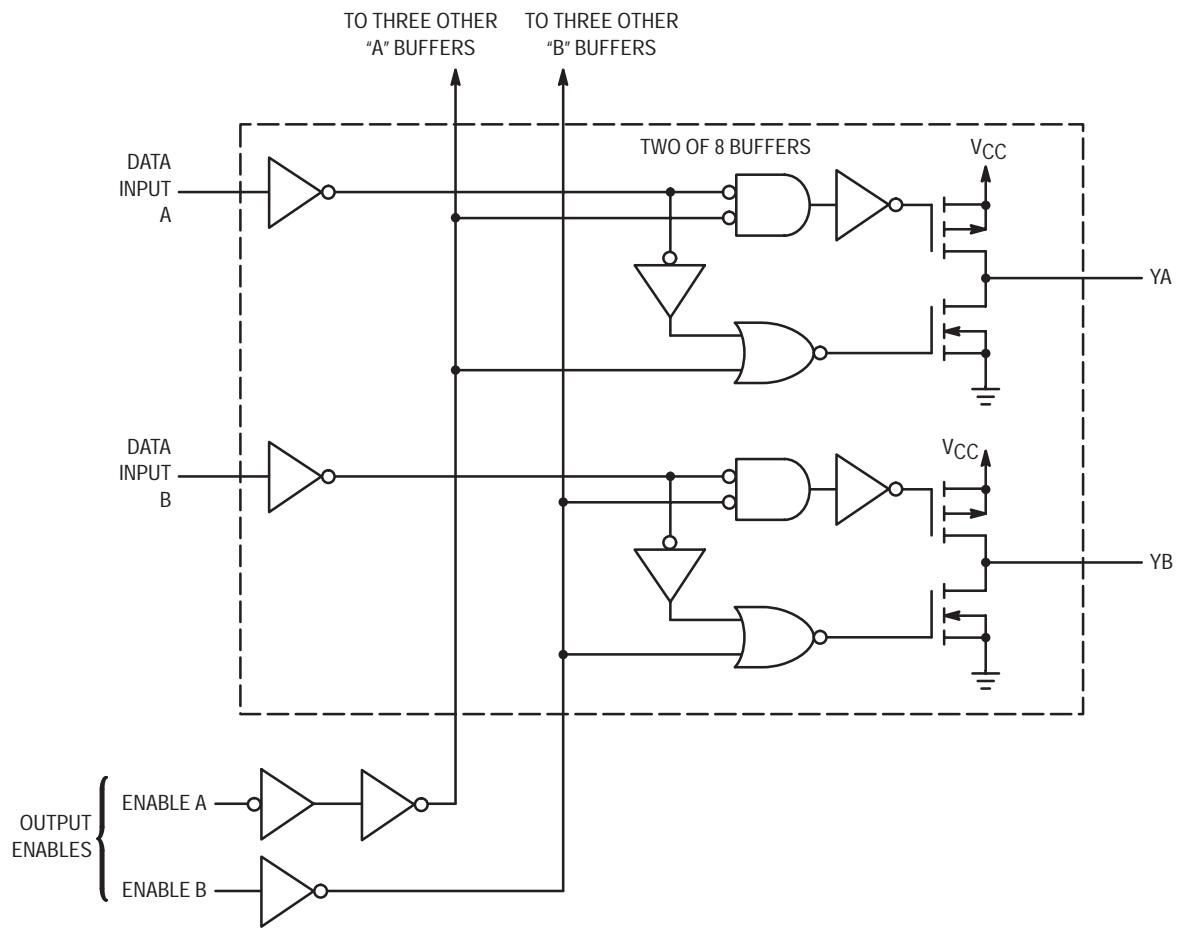 TO THREE OTHER
“A” BUFFERS
TO THREE OTHER
“B” BUFFERS
TWO OF 8 BUFFERS
VCC
DATA
INPUT
A
YA
DATA
INPUT
B
VCC
YB
OUTPUT
ENABLES
ENABLE A
ENABLE B